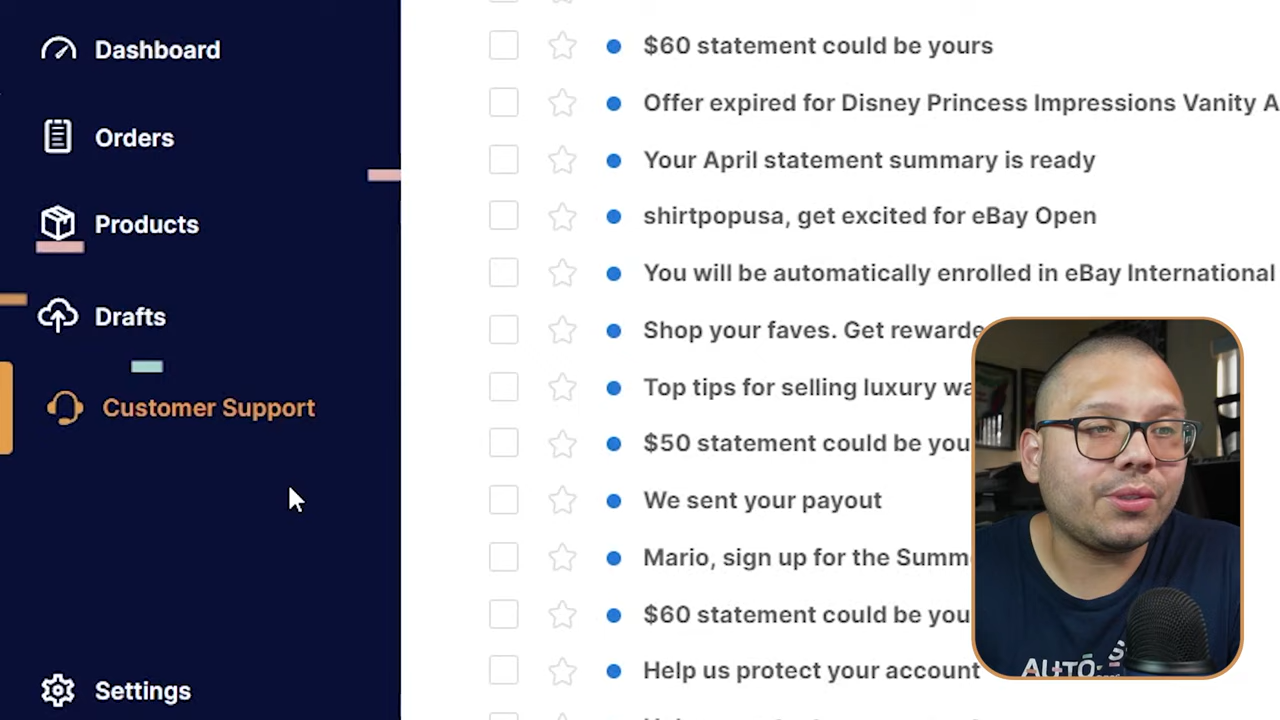 Dashboard
Orders
Products
Drafts
Customer Support
Settings
$60 statement could be yours
Offer expired for Disney Princess Impressions Vanity A
Your April statement summary is ready
shirtpopusa, get excited for eBay Open
You will be automatically enrolled in eBay International
Shop your faves. Get rewarde
Top tips for selling luxury wa
$50 statement could be you
We sent your payout
Mario, sign up for the Summe
$60 statement could be you
Help us protect your account
AUTO-